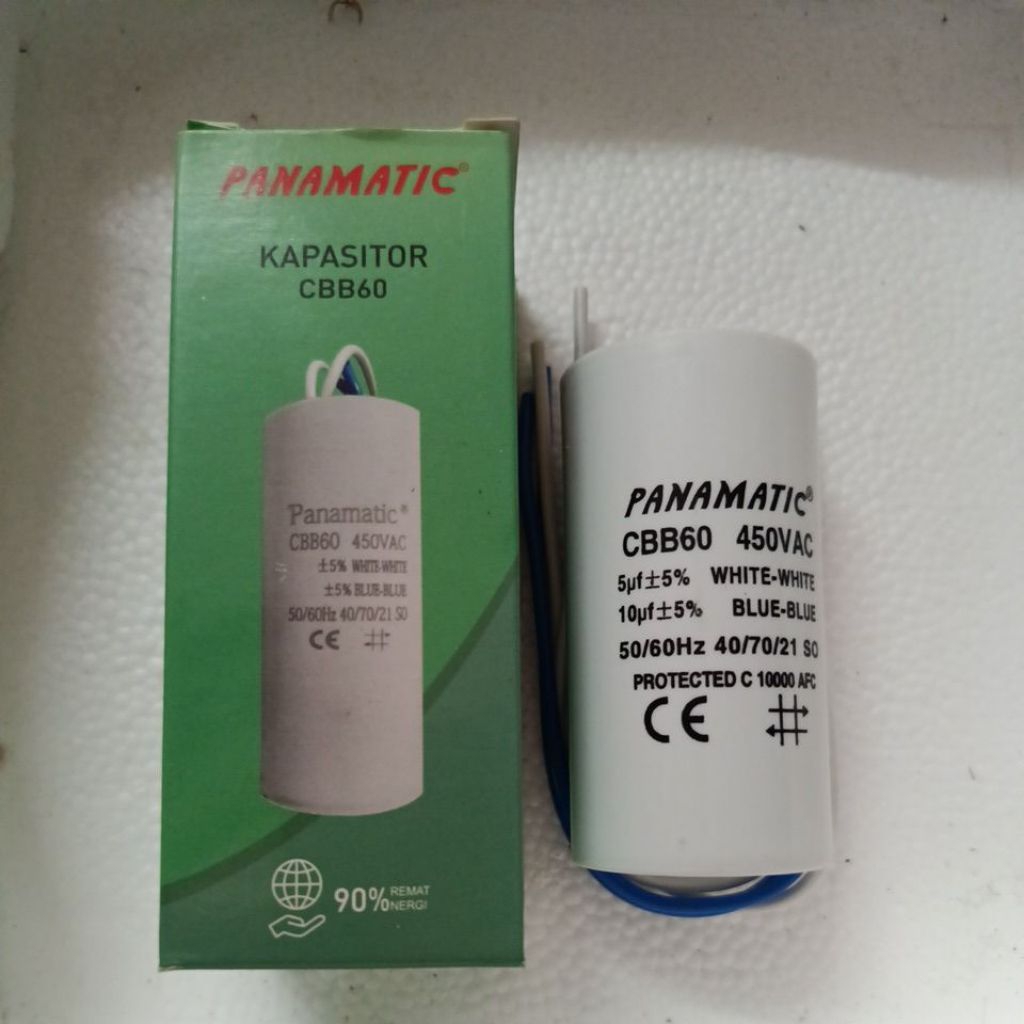 PANAMATIC®
KAPASITOR
CBB60
Panamatic®
CBB60 450VAC
±5% WHITE-WHITE
±5% BLUE-BLUE
50/60Hz 40/70/21 SO
CE
90% REMAT
NERGI
PANAMATIC®
CBB60 450VAC
5µf±5% WHITE-WHITE
10µf±5% BLUE-BLUE
50/60Hz 40/70/21 SO
PROTECTED C 10000 AFC
CE